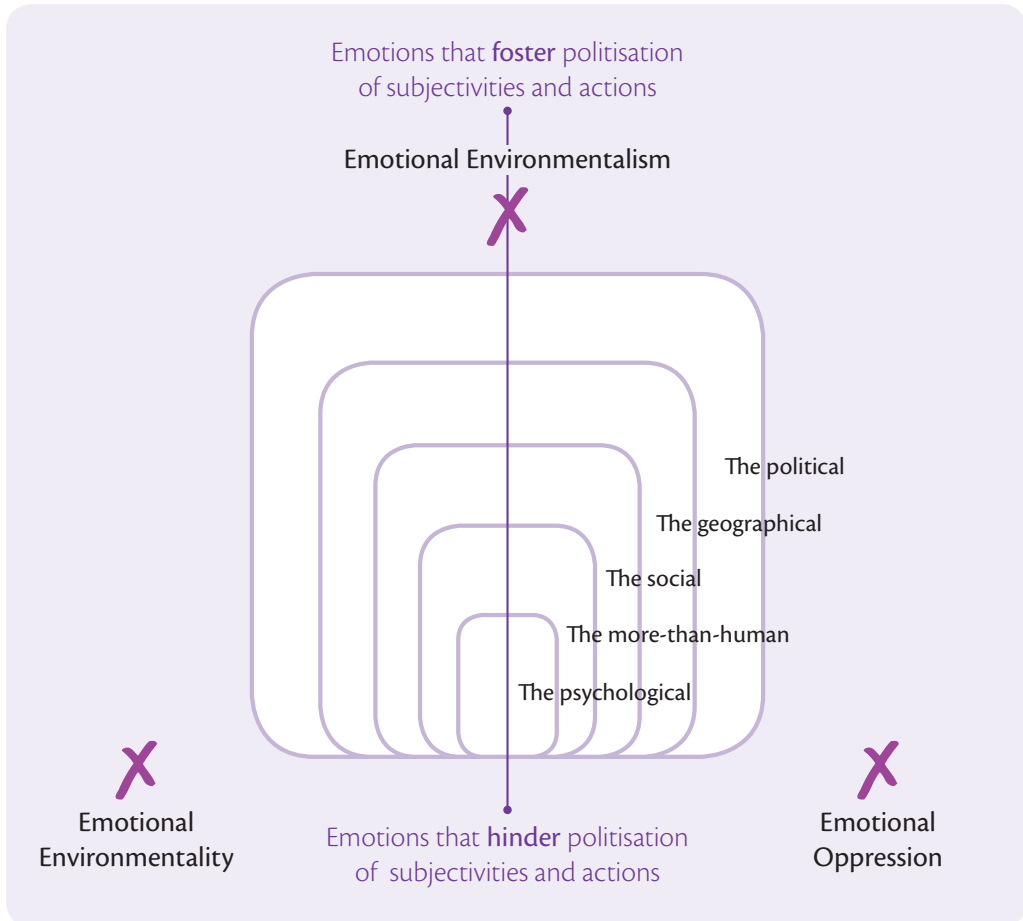 Emotions that foster politisation
of subjectivities and actions
Emotional Environmentalism
The political
The geographical
The social
The more-than-human
The psychological
Emotional
Environmentality
Emotions that hinder politisation
of subjectivities and actions
Emotional
Oppression